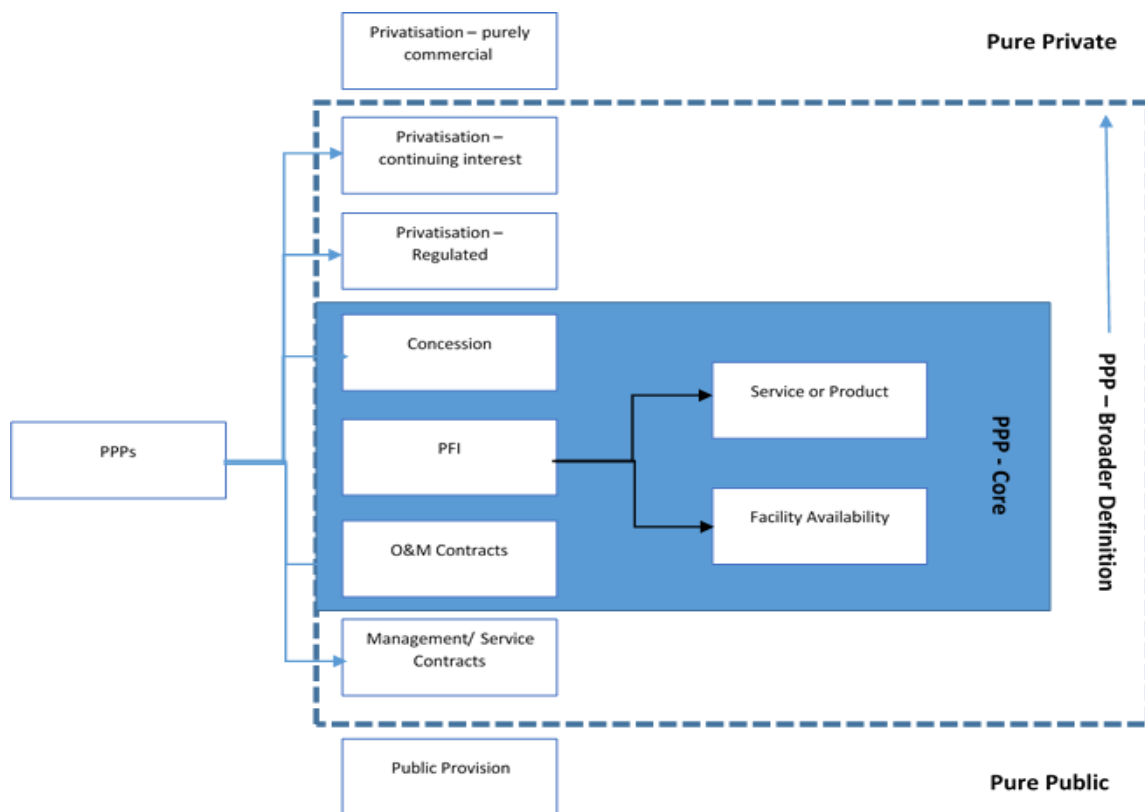 Privatisation – purely
commercial
Pure Private
Privatisation –
continuing interest
Privatisation –
Regulated
Concession
Service or Product
PPPs
PFI
Facility Availability
O&M Contracts
PPP - Core
PPP – Broader Definition
Management/ Service
Contracts
Public Provision
Pure Public